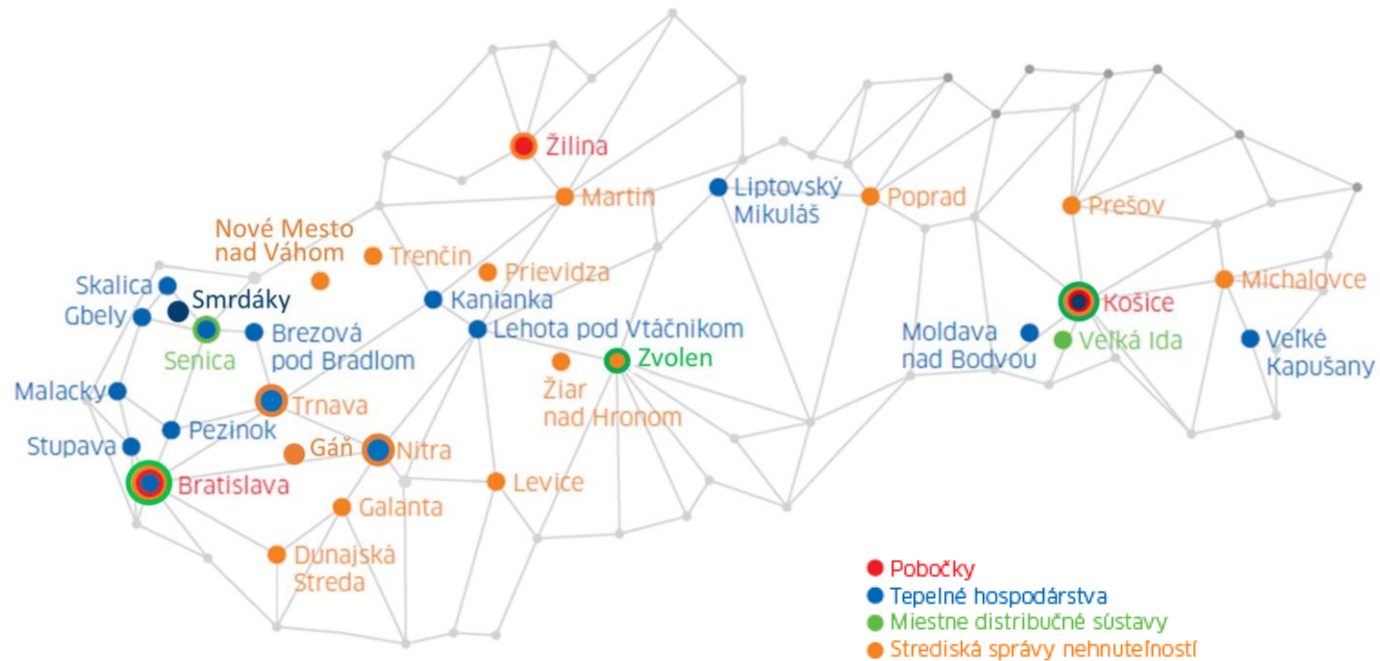 Žilina
Martin
Liptovský
Mikuláš
Poprad
Prešov
Nové Mesto
nad Váhom
Trenčín
Prievidza
Michalovce
Skalica
Smrdáky
Kanianka
Košice
Gbely
Brezová
pod Bradlom
Lehota pod Vtáčnikom
Moldava
nad Bodvou
Veľká Ida
Veľké
Kapušany
Senica
Zvolen
Žiar
nad Hronom
Malacky
Trnava
Pezinok
Stupava
Gáň
Nitra
Bratislava
Levice
Galanta
Dunajská
Streda
Pobočky
Tepelné hospodárstva
Miestne distribučné sústavy
Strediská správy nehnuteľností